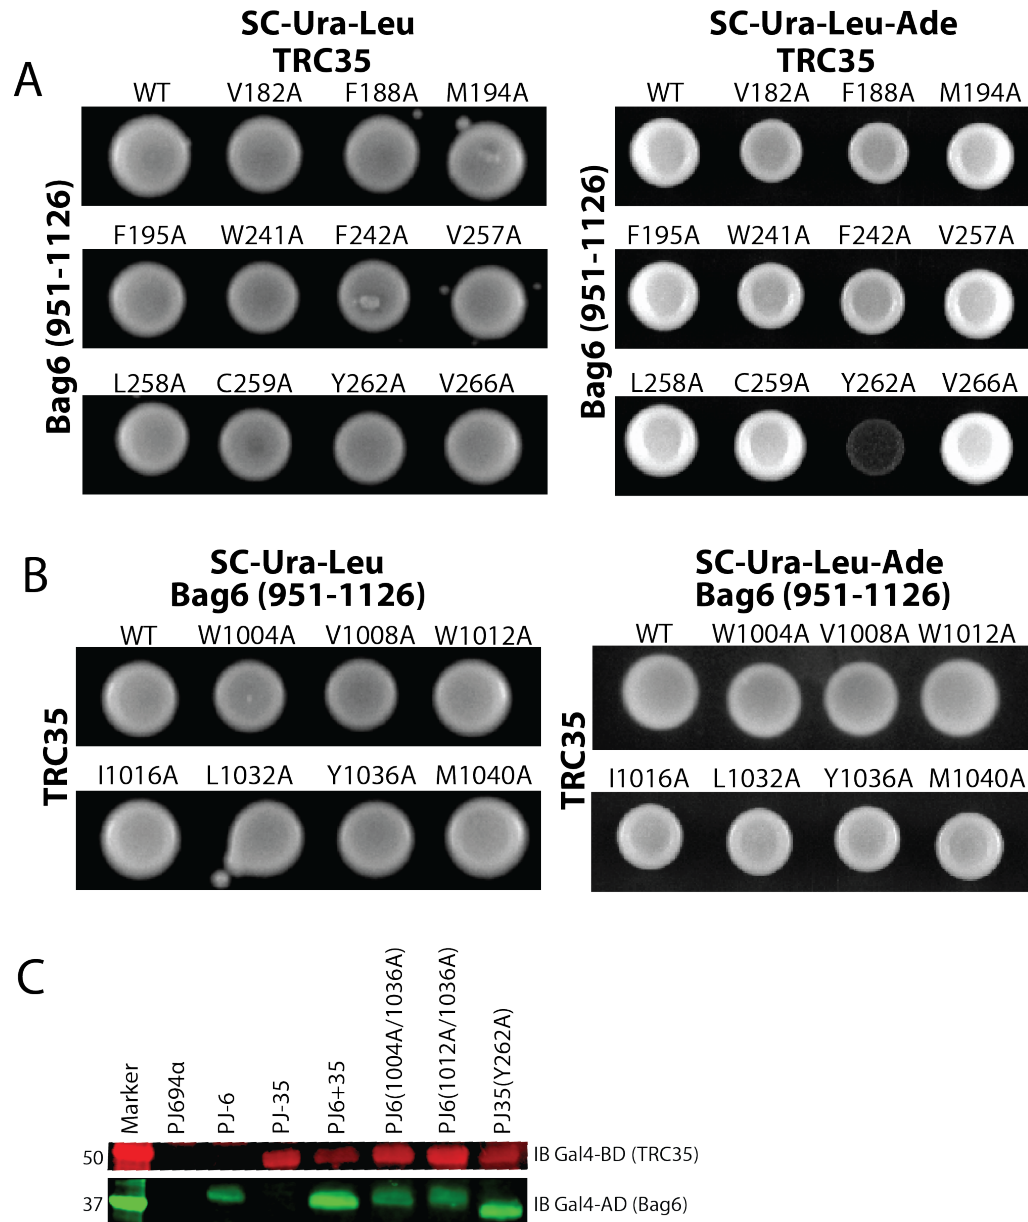 SC-Ura-Leu
TRC35
SC-Ura-Leu-Ade
TRC35
A
WT V182A F188A M194A
WT V182A F188A M194A
Bag6 (951-1126)
F195A W241A F242A V257A
Bag6 (951-1126)
F195A W241A F242A V257A
L258A C259A Y262A V266A
L258A C259A Y262A V266A
B
SC-Ura-Leu
Bag6 (951-1126)
SC-Ura-Leu-Ade
Bag6 (951-1126)
WT W1004A V1008A W1012A
WT W1004A V1008A W1012A
TRC35
I1016A L1032A Y1036A M1040A
TRC35
I1016A L1032A Y1036A M1040A
C
Marker
PJ694α
PJ-6
PJ-35
PJ6+35
PJ6(1004A/1036A)
PJ6(1012A/1036A)
PJ35(Y262A)
50
IB Gal4-BD (TRC35)
37
IB Gal4-AD (Bag6)